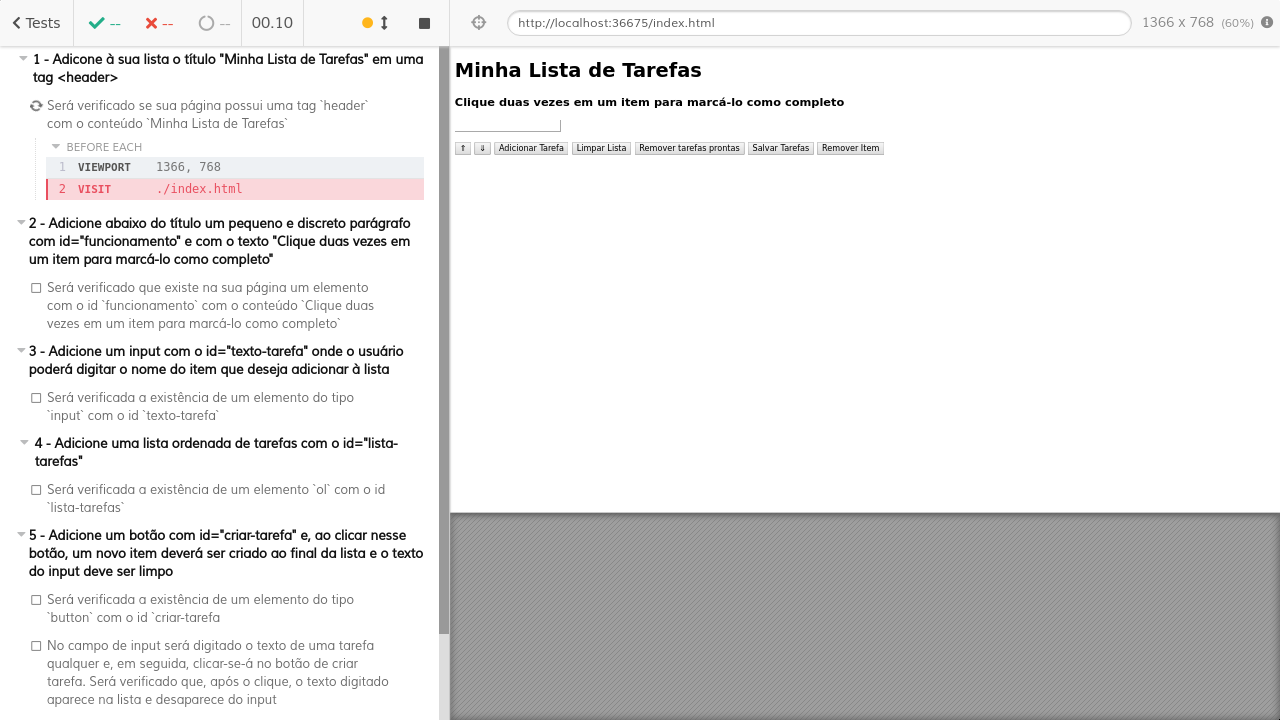 Tests
--
--
--
00.10
http://localhost:36675/index.html
1366 x 768 (60%)
1 - Adicone à sua lista o título "Minha Lista de Tarefas" em uma
tag <header>
Será verificado se sua página possui uma tag `header`
com o conteúdo `Minha Lista de Tarefas`
BEFORE EACH
1 VIEWPORT 1366, 768
2 VISIT ./index.html
2 - Adicione abaixo do título um pequeno e discreto parágrafo
com id="funcionamento" e com o texto "Clique duas vezes em
um item para marcá-lo como completo"
Será verificado que existe na sua página um elemento
com o id `funcionamento` com o conteúdo `Clique duas
vezes em um item para marcá-lo como completo`
3 - Adicione um input com o id="texto-tarefa" onde o usuário
poderá digitar o nome do item que deseja adicionar à lista
Será verificada a existência de um elemento do tipo
`input` com o id `texto-tarefa`
4 - Adicione uma lista ordenada de tarefas com o id="lista-
tarefas"
Será verificada a existência de um elemento `ol` com o id
`lista-tarefas`
5 - Adicione um botão com id="criar-tarefa" e, ao clicar nesse
botão, um novo item deverá ser criado ao final da lista e o texto
do input deve ser limpo
Será verificada a existência de um elemento do tipo
`button` com o id `criar-tarefa
No campo de input será digitado o texto de uma tarefa
qualquer e, em seguida, clicar-se-á no botão de criar
tarefa. Será verificado que, após o clique, o texto digitado
aparece na lista e desaparece do input
Minha Lista de Tarefas
Clique duas vezes em um item para marcá-lo como completo
⇑ ⇓ Adicionar Tarefa Limpar Lista Remover tarefas prontas Salvar Tarefas Remover Item